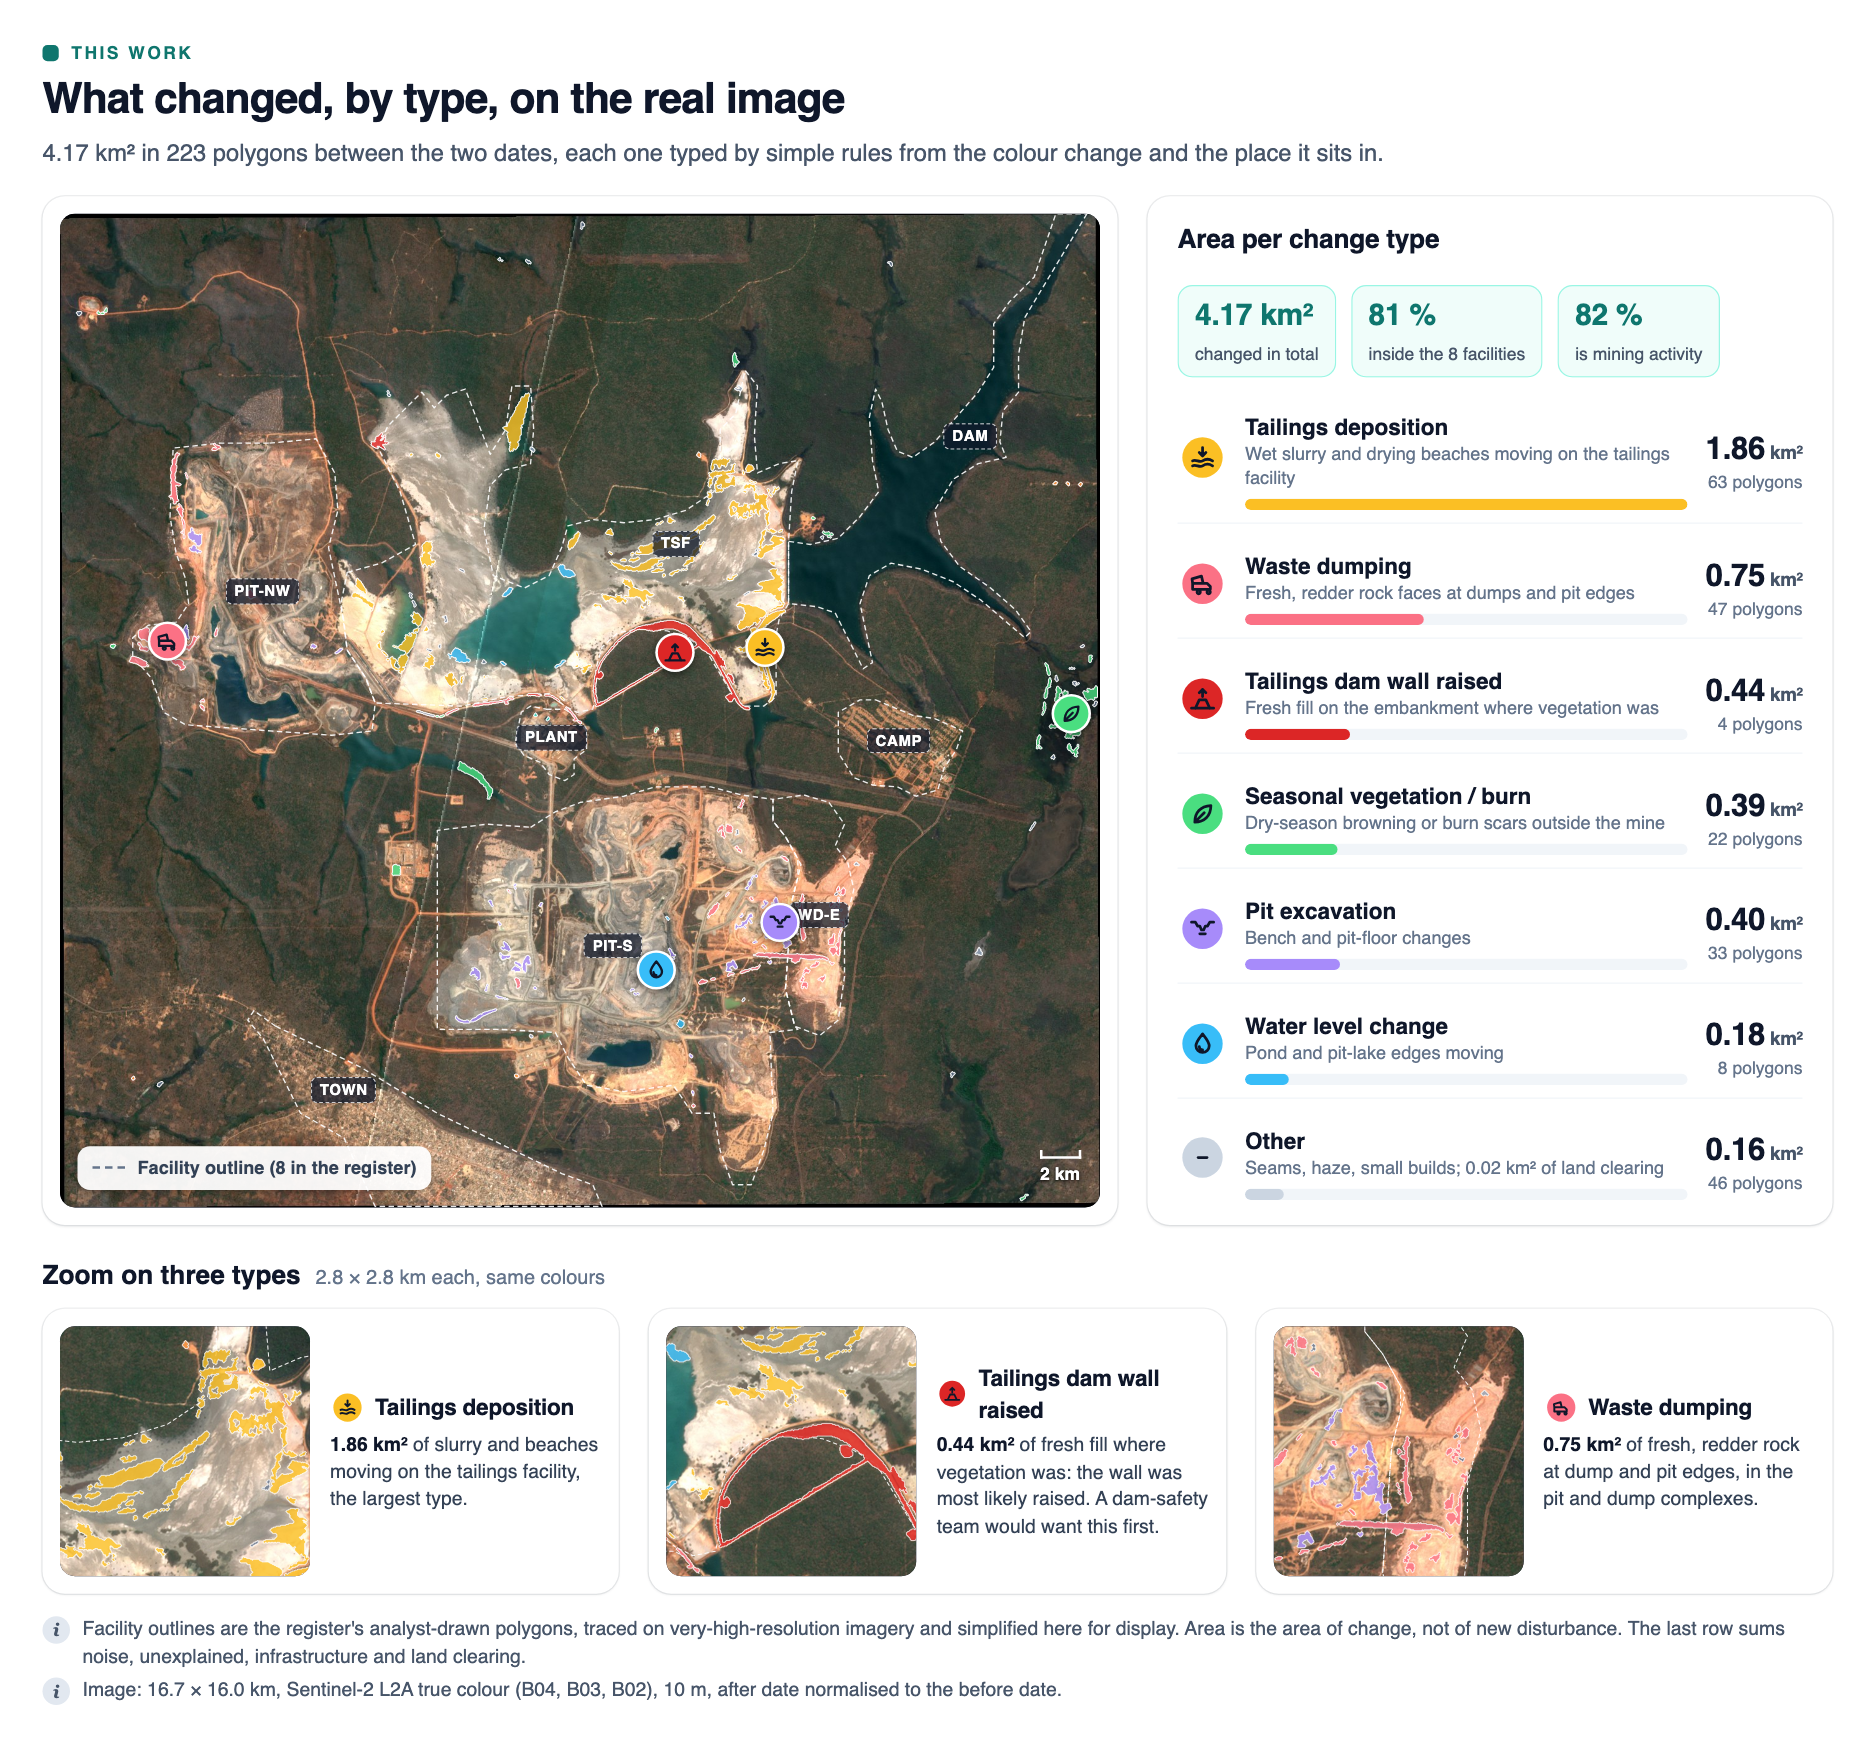 THIS WORK
What changed, by type, on the real image
4.17 km² in 223 polygons between the two dates, each one typed by simple rules from the colour change and the place it sits in.
DAM
TSF
PIT-NW
PLANT
CAMP
WD-E
PIT-S
TOWN
Facility outline (8 in the register)
2 km
Area per change type
4.17 km²
changed in total
81 %
inside the 8 facilities
82 %
is mining activity
Tailings deposition
Wet slurry and drying beaches moving on the tailings
facility
1.86 km²
63 polygons
Waste dumping
Fresh, redder rock faces at dumps and pit edges
0.75 km²
47 polygons
Tailings dam wall raised
Fresh fill on the embankment where vegetation was
0.44 km²
4 polygons
Seasonal vegetation / burn
Dry-season browning or burn scars outside the mine
0.39 km²
22 polygons
Pit excavation
Bench and pit-floor changes
0.40 km²
33 polygons
Water level change
Pond and pit-lake edges moving
0.18 km²
8 polygons
Other
Seams, haze, small builds; 0.02 km² of land clearing
0.16 km²
46 polygons
Zoom on three types 2.8 × 2.8 km each, same colours
Tailings deposition
1.86 km² of slurry and beaches
moving on the tailings facility,
the largest type.
Tailings dam wall
raised
0.44 km² of fresh fill where
vegetation was: the wall was
most likely raised. A dam-safety
team would want this first.
Waste dumping
0.75 km² of fresh, redder rock
at dump and pit edges, in the
pit and dump complexes.
i Facility outlines are the register's analyst-drawn polygons, traced on very-high-resolution imagery and simplified here for display. Area is the area of change, not of new disturbance. The last row sums
noise, unexplained, infrastructure and land clearing.
i Image: 16.7 × 16.0 km, Sentinel-2 L2A true colour (B04, B03, B02), 10 m, after date normalised to the before date.